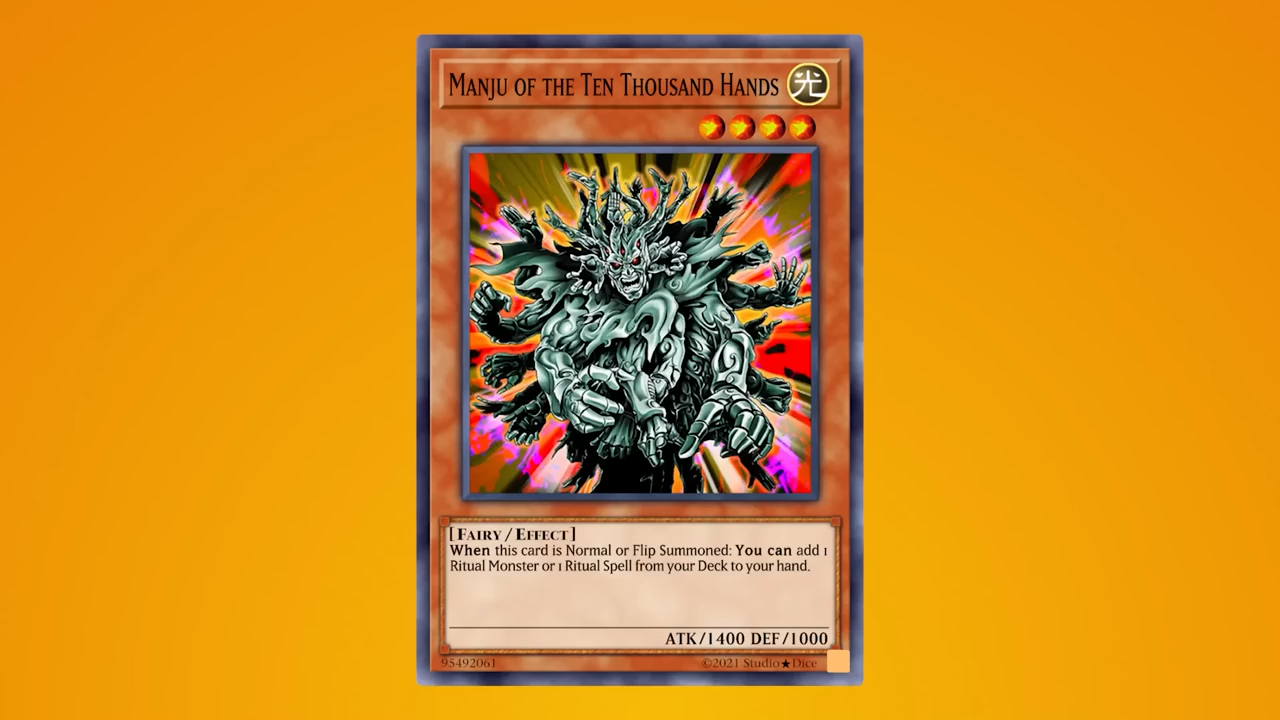 Manju of the Ten Thousand Hands 光
[Fairy/Effect]
When this card is Normal or Flip Summoned: You can add 1
Ritual Monster or 1 Ritual Spell from your Deck to your hand.
ATK/1400 DEF/1000
95492061 ©2021 Studio★Dice